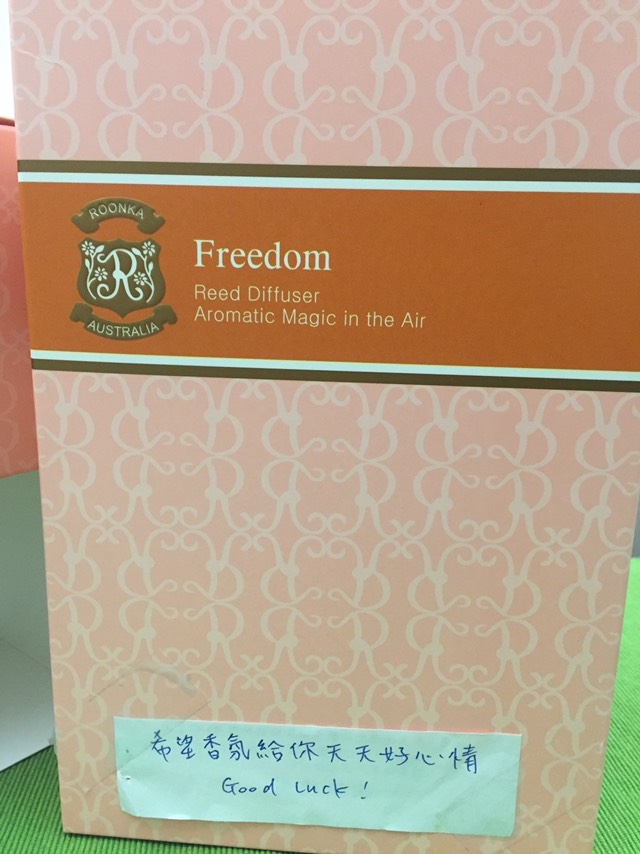 ROONKA
R
AUSTRALIA
Freedom
Reed Diffuser
Aromatic Magic in the Air
希望香氛給你天天好心情
Good Luck!